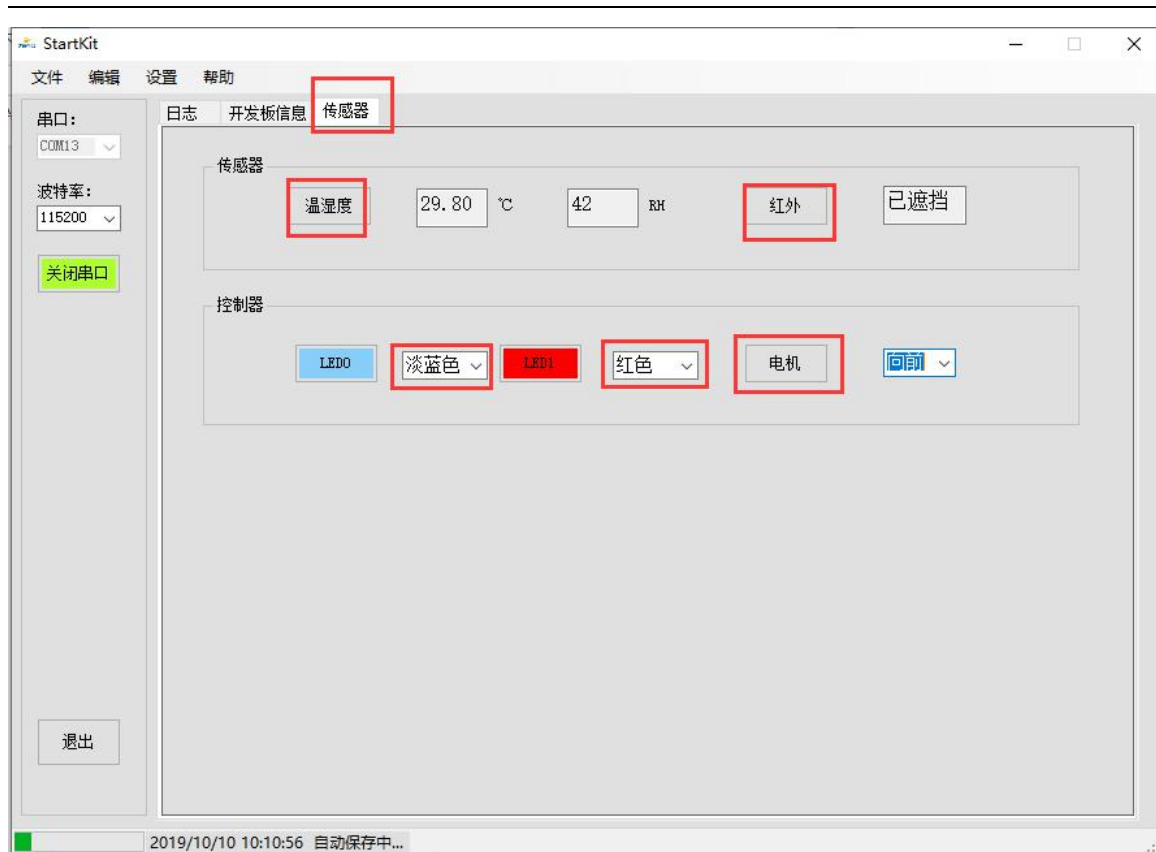 StartKit
文件 编辑 设置 帮助
串口：
COM13
波特率：
115200
关闭串口
退出
日志 开发板信息 传感器
传感器
温湿度 29.80 ℃ 42 RH 红外 已遮挡
控制器
LED0 淡蓝色 LED1 红色 电机 向前
2019/10/10 10:10:56 自动保存中...